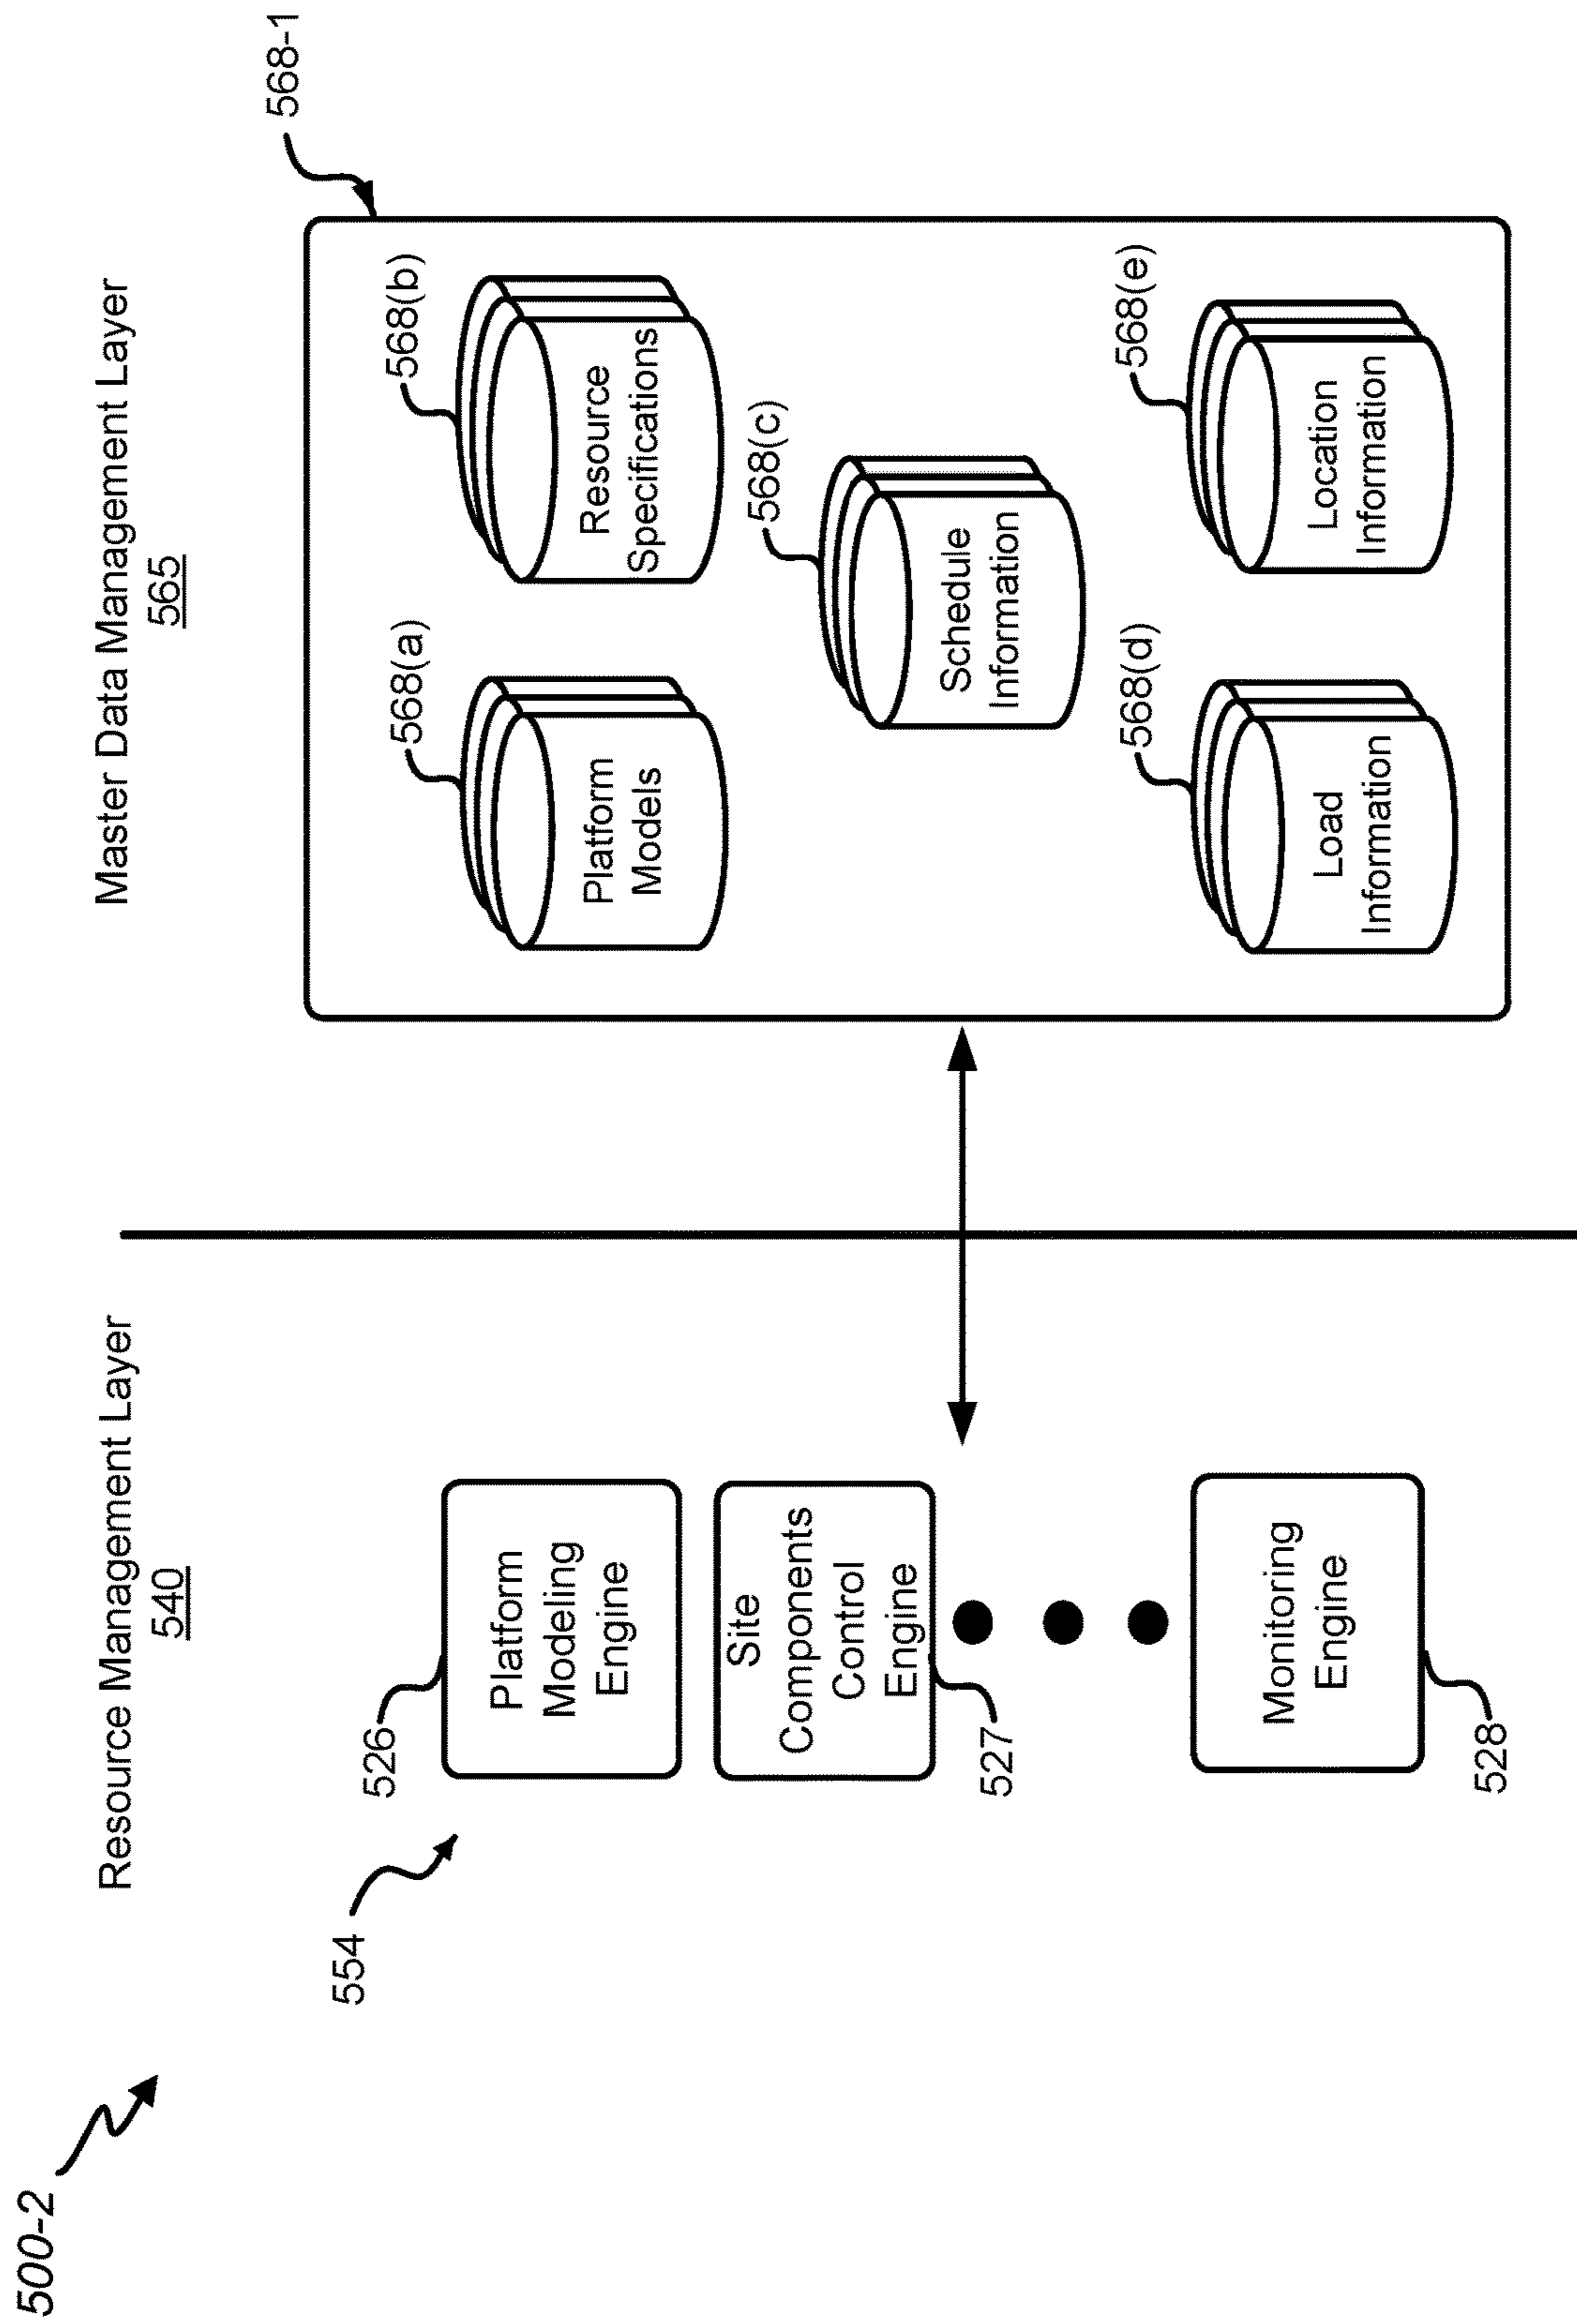 500-2
Resource Management Layer
540
554
526
Platform
Modeling
Engine
Site
Components
Control
Engine
527
Monitoring
Engine
528
Master Data Management Layer
565
568-1
568(a)
Platform
Models
568(b)
Resource
Specifications
568(c)
Schedule
Information
568(d)
Load
Information
568(e)
Location
Information